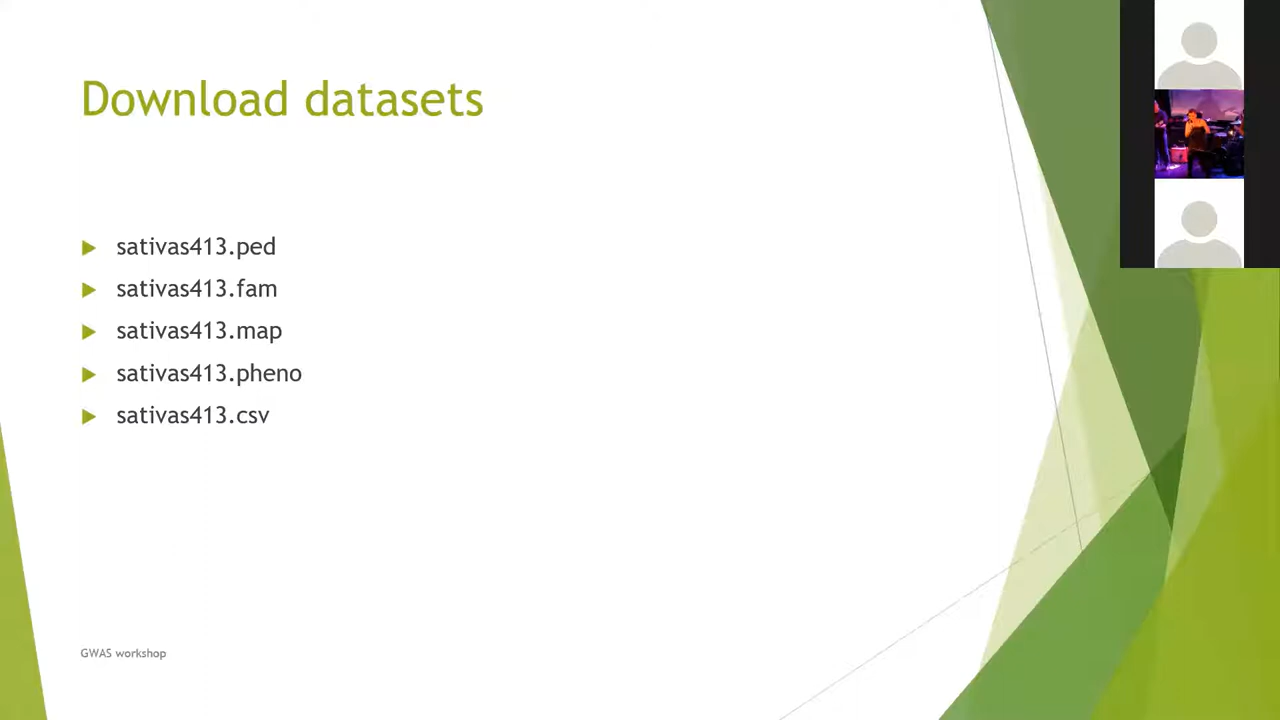 Download datasets
sativas413.ped
sativas413.fam
sativas413.map
sativas413.pheno
sativas413.csv
GWAS workshop